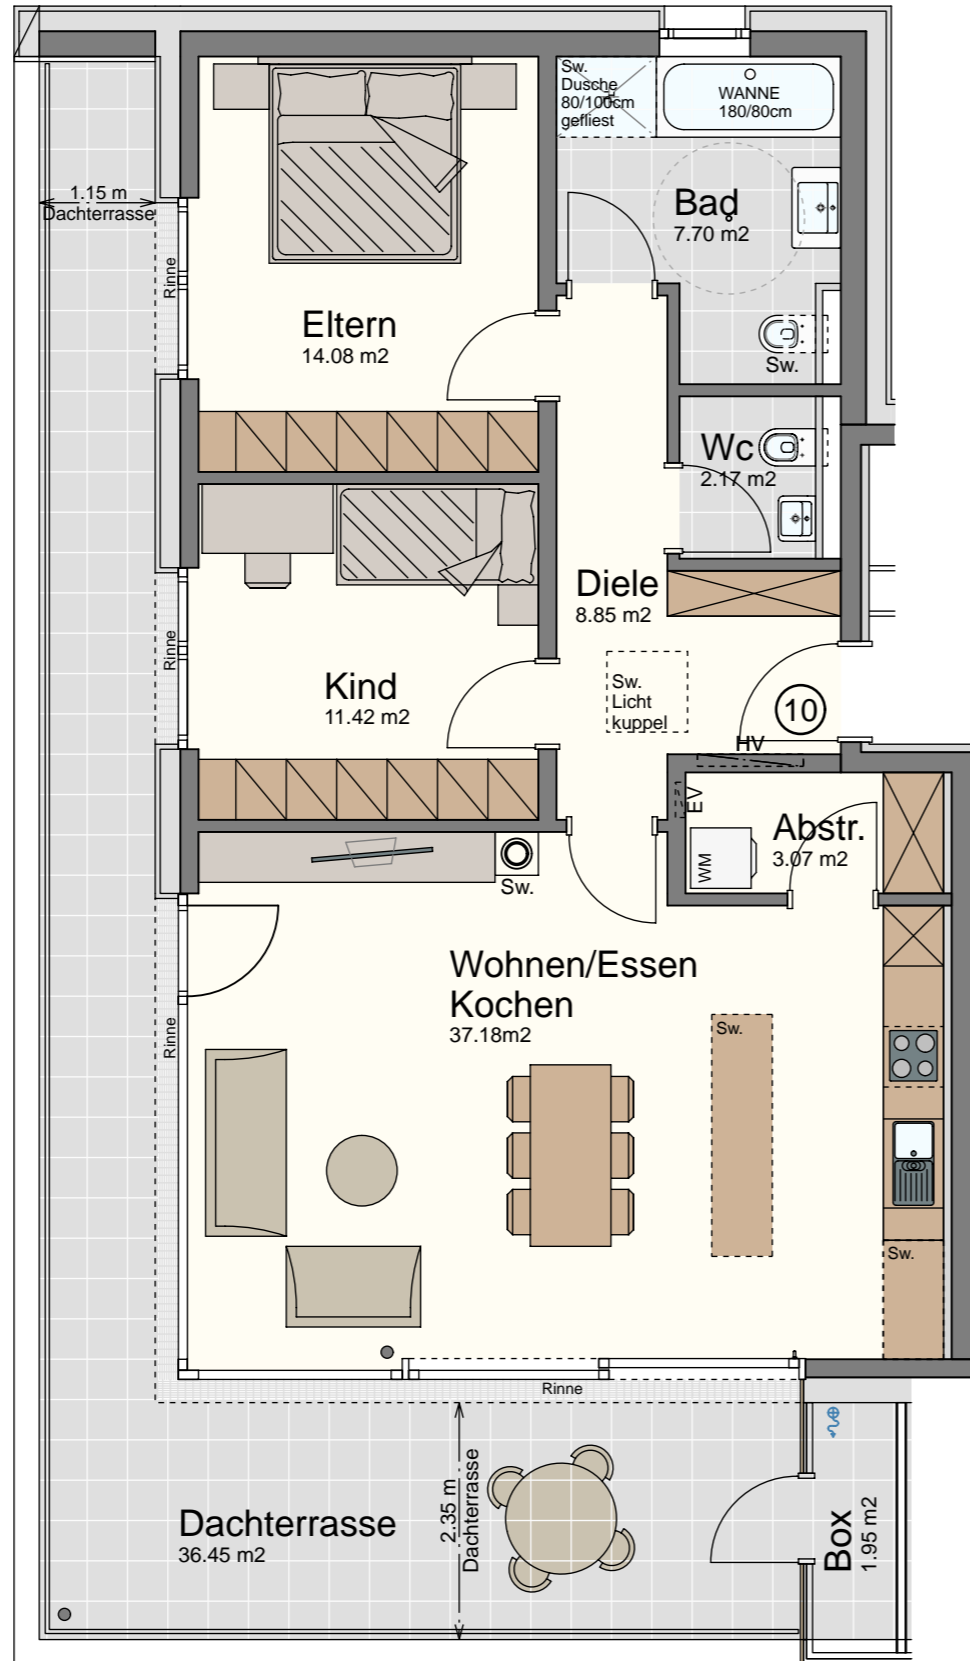 Sw.
Dusche
80/100cm
gefliest
WANNE
180/80cm
1.15 m
Dachterrasse
Bad
7.70 m2
Rinne
Eltern
14.08 m2
Sw.
Wc
2.17 m2
Diele
8.85 m2
Rinne
Kind
11.42 m2
Sw.
Licht
kuppel
10
HV
EV
WM
Abstr.
3.07 m2
Sw.
Wohnen/Essen
Kochen
37.18m2
Rinne
Sw.
Sw.
Rinne
2.35 m
Dachterrasse
Dachterrasse
36.45 m2
Box
1.95 m2